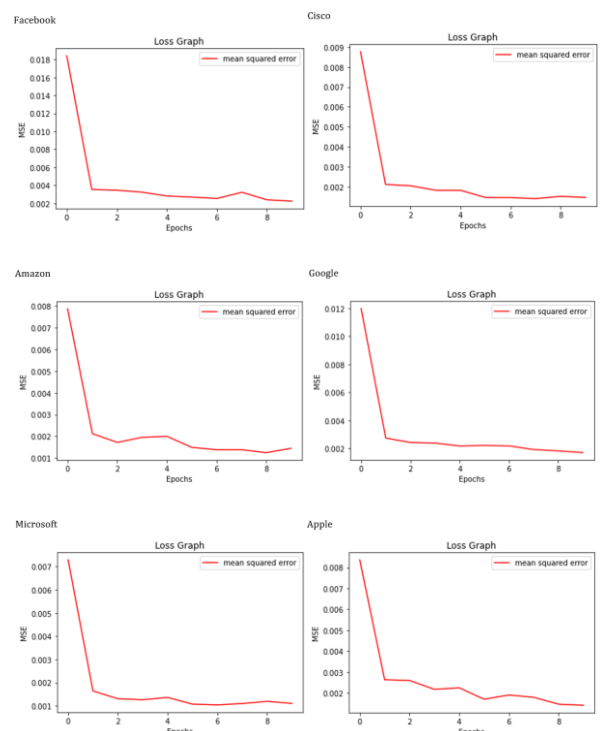 Facebook
Cisco
Loss Graph
mean squared error
0.018
0.016
0.014
0.012
0.010
0.008
0.006
0.004
0.002
MSE
0 2 4 6 8
Epochs
Loss Graph
mean squared error
0.009
0.008
0.007
0.006
0.005
0.004
0.003
0.002
MSE
0 2 4 6 8
Epochs
Amazon
Google
Loss Graph
mean squared error
0.008
0.007
0.006
0.005
0.004
0.003
0.002
0.001
MSE
0 2 4 6 8
Epochs
Loss Graph
mean squared error
0.012
0.010
0.008
0.006
0.004
0.002
MSE
0 2 4 6 8
Epochs
Microsoft
Apple
Loss Graph
mean squared error
0.007
0.006
0.005
0.004
0.003
0.002
0.001
MSE
0 2 4 6 8
Epochs
Loss Graph
mean squared error
0.008
0.007
0.006
0.005
0.004
0.003
0.002
MSE
0 2 4 6 8
Epochs